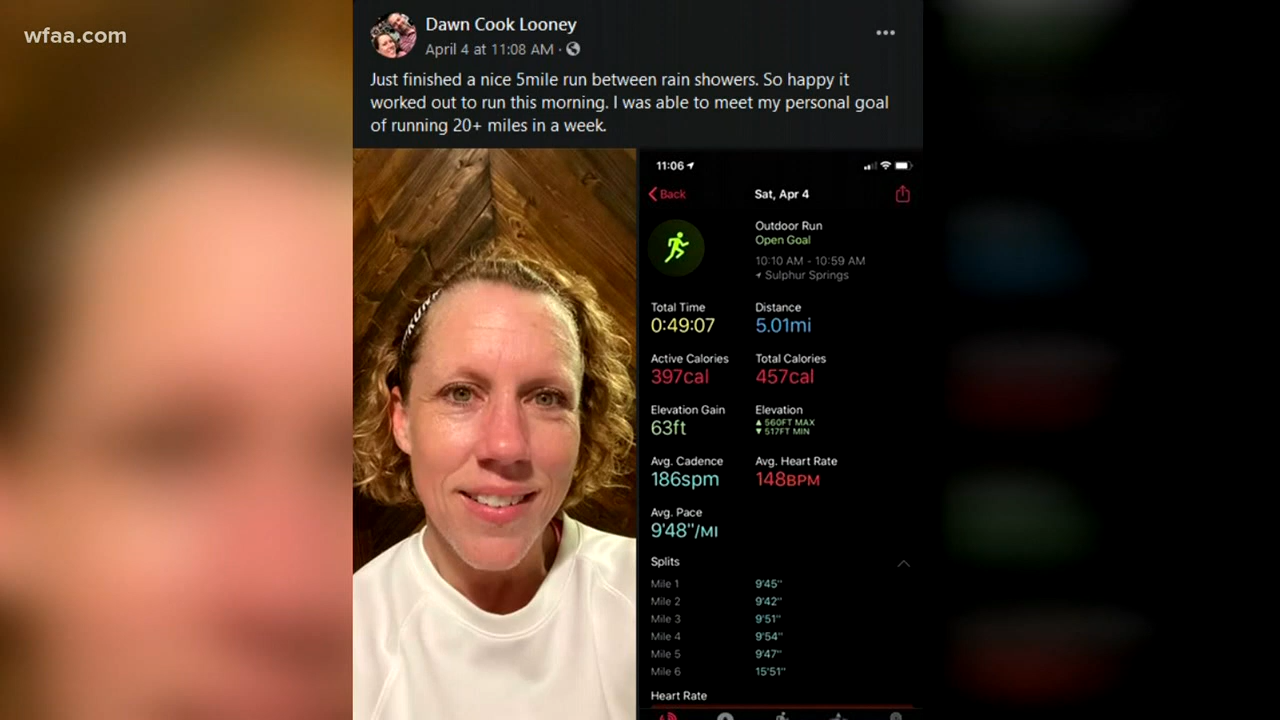 wfaa.com
Dawn Cook Looney
April 4 at 11:08 AM ·
Just finished a nice 5mile run between rain showers. So happy it
worked out to run this morning. I was able to meet my personal goal
of running 20+ miles in a week.
RUN
11:06
Back
Sat, Apr 4
Outdoor Run
Open Goal
10:10 AM - 10:59 AM
Sulphur Springs
Total Time
Distance
0:49:07
5.01mi
Active Calories
Total Calories
397cal
457cal
Elevation Gain
Elevation
63ft
▲ 560FT MAX
▼ 517FT MIN
Avg. Cadence
Avg. Heart Rate
186spm
148BPM
Avg. Pace
9'48"/MI
Splits
Mile 1 9'45"
Mile 2 9'42"
Mile 3 9'51"
Mile 4 9'54"
Mile 5 9'47"
Mile 6 15'51"
Heart Rate